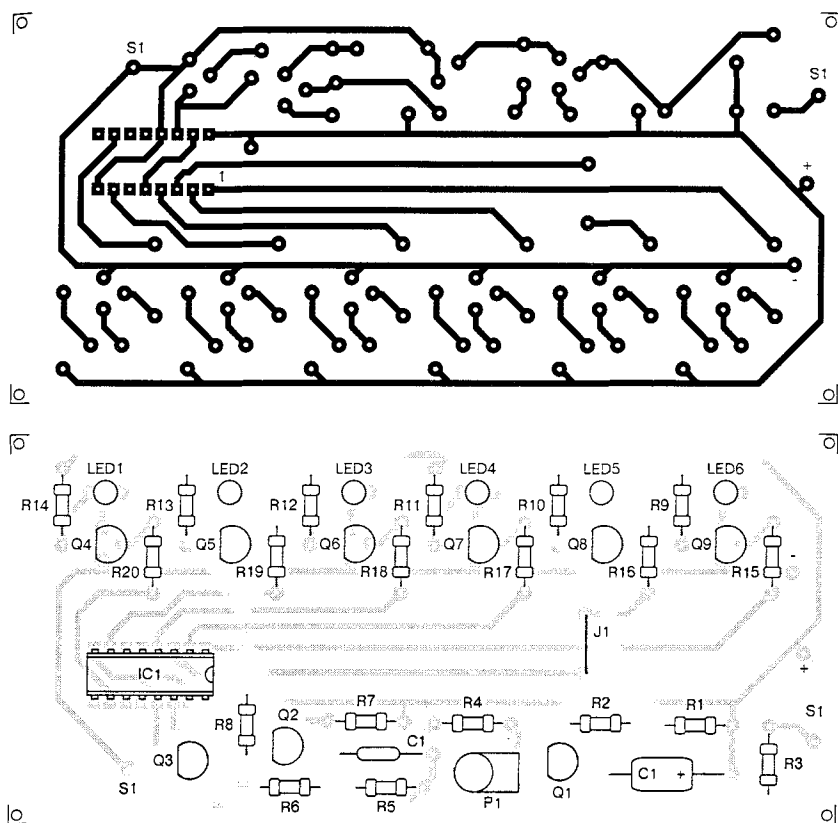 S1
S1
1
+
-
LED1 LED2 LED3 LED4 LED5 LED6
R14 R13 R12 R11 R10 R9
Q4 Q5 Q6 Q7 Q8 Q9
R20 R19 R18 R17 R16 R15 -
J1
IC1
+
R8 Q2 R7 R4 R2 R1 S1
Q3 C1 C1 + R3
S1 R6 R5 P1 Q1